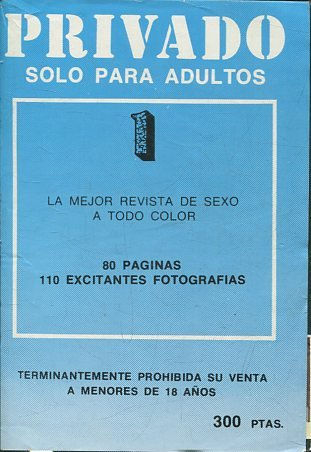 PRIVADO
SOLO PARA ADULTOS
1
LA MEJOR REVISTA DE SEXO
A TODO COLOR
80 PAGINAS
110 EXCITANTES FOTOGRAFIAS
TERMINANTEMENTE PROHIBIDA SU VENTA
A MENORES DE 18 AÑOS
300 PTAS.